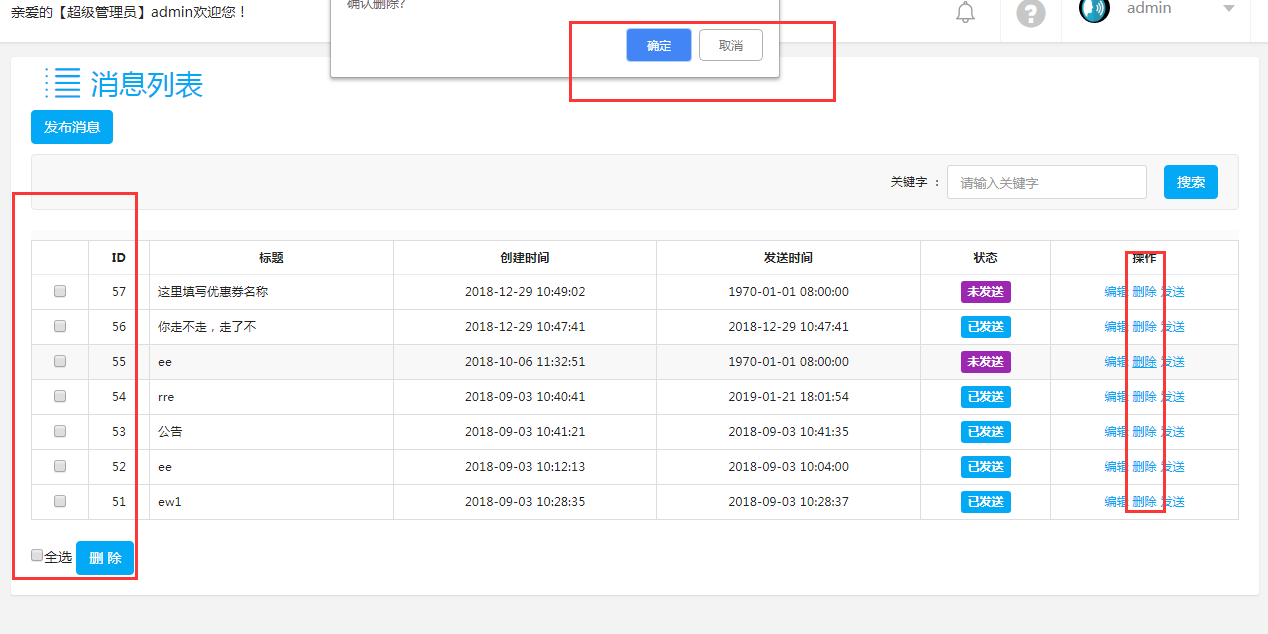 亲爱的【超级管理员】admin欢迎您！
确认删除?
admin
确定 取消
消息列表
发布消息
关键字 ： 请输入关键字 搜索
ID 标题 创建时间 发送时间 状态 操作
57 这里填写优惠券名称 2018-12-29 10:49:02 1970-01-01 08:00:00 未发送 编辑 删除 发送
56 你走不走，走了不 2018-12-29 10:47:41 2018-12-29 10:47:41 已发送 编辑 删除 发送
55 ee 2018-10-06 11:32:51 1970-01-01 08:00:00 未发送 编辑 删除 发送
54 rre 2018-09-03 10:40:41 2019-01-21 18:01:54 已发送 编辑 删除 发送
53 公告 2018-09-03 10:41:21 2018-09-03 10:41:35 已发送 编辑 删除 发送
52 ee 2018-09-03 10:12:13 2018-09-03 10:04:00 已发送 编辑 删除 发送
51 ew1 2018-09-03 10:28:35 2018-09-03 10:28:37 已发送 编辑 删除 发送
全选 删 除